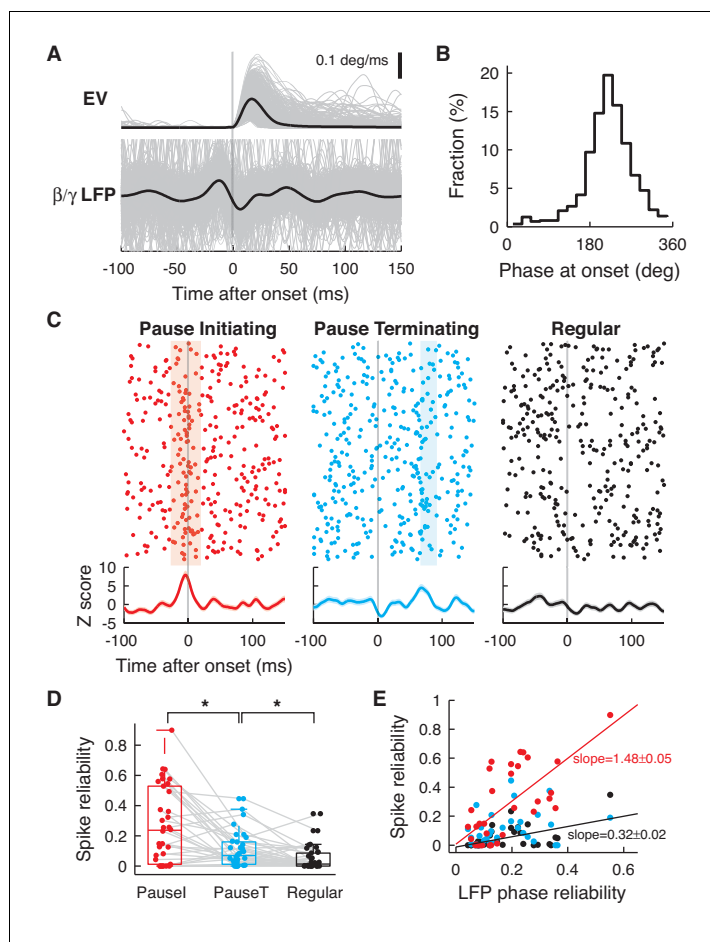 A
0.1 deg/ms
EV
β/γ LFP
-100 -50 0 50 100 150
Time after onset (ms)
B
20
15
10
5
0
Fraction (%)
0 180 360
Phase at onset (deg)
C
Pause Initiating Pause Terminating Regular
10
0
-5
Z score
-100 0 100 -100 0 100 -100 0 100
Time after onset (ms)
D
* *
0.8
0.6
0.4
0.2
0
Spike reliability
PauseI PauseT Regular
E
1
0.8
0.6
0.4
0.2
0
Spike reliability
slope=1.48±0.05
slope=0.32±0.02
0 0.2 0.4 0.6
LFP phase reliability